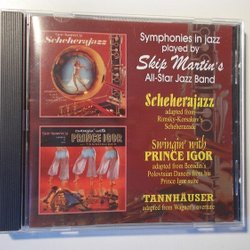 Symphonies in jazz
played by
Skip Martin's
All-Star Jazz Band
Scheherajazz
adapted from
Rimsky-Korsakov's
Scheherazade
Swingin' with
PRINCE IGOR
adapted from Borodin's
Polovtsian Dances from his
Prince Igor suite
TANNHÄUSER
adapted from Wagner's overture
Scheherajazz
swingin' with
PRINCE IGOR